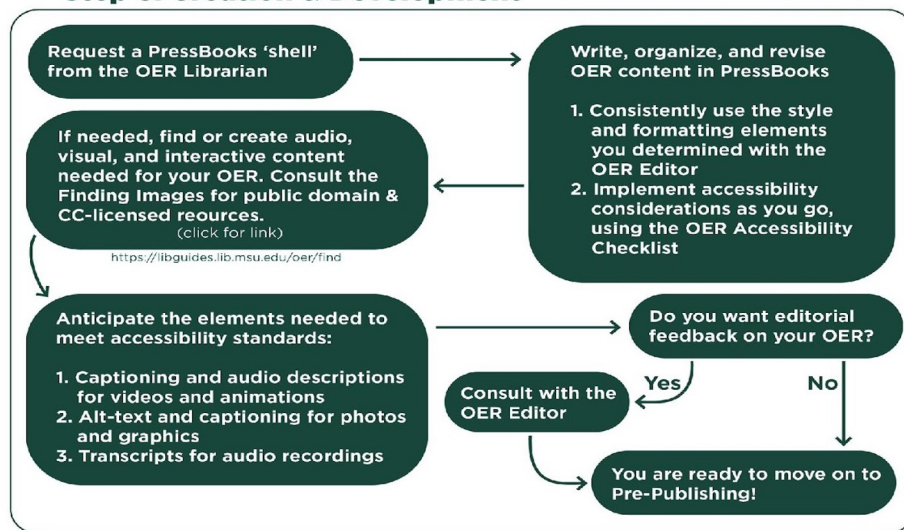 Request a PressBooks 'shell'
from the OER Librarian
Write, organize, and revise
OER content in PressBooks
1. Consistently use the style
and formatting elements
you determined with the
OER Editor
2. Implement accessibility
considerations as you go,
using the OER Accessibility
Checklist
If needed, find or create audio,
visual, and interactive content
needed for your OER. Consult the
Finding Images for public domain &
CC-licensed reources.
(click for link)
https://libguides.lib.msu.edu/oer/find
Anticipate the elements needed to
meet accessibility standards:
1. Captioning and audio descriptions
for videos and animations
2. Alt-text and captioning for photos
and graphics
3. Transcripts for audio recordings
Do you want editorial
feedback on your OER?
Yes
No
Consult with the
OER Editor
You are ready to move on to
Pre-Publishing!